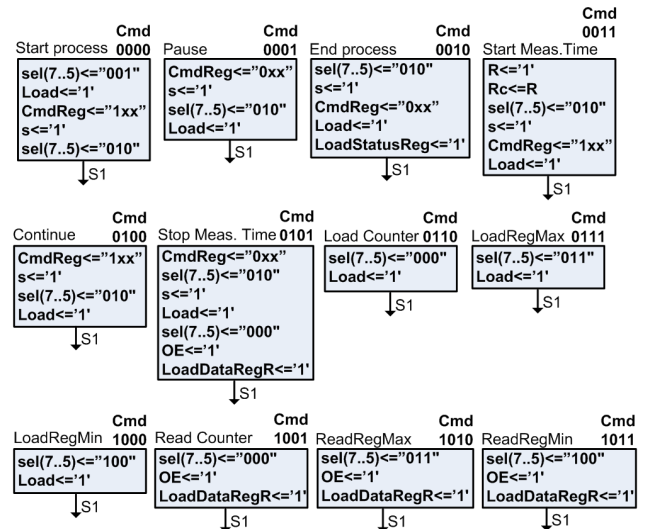 Cmd
Start process 0000
sel(7..5)<="001"
Load<='1'
CmdReg<="1xx"
s<='1'
sel(7..5)<="010"
S1
Cmd
Pause 0001
CmdReg<="0xx"
s<='1'
sel(7..5)<="010"
Load<='1'
S1
Cmd
End process 0010
sel(7..5)<="010"
s<='1'
CmdReg<="0xx"
Load<='1'
LoadStatusReg<='1'
S1
Cmd
0011
Start Meas.Time
R<='1'
Rc<=R
sel(7..5)<="010"
s<='1'
CmdReg<="1xx"
Load<='1'
S1
Cmd
Continue 0100
CmdReg<="1xx"
s<='1'
sel(7..5)<="010"
Load<='1'
S1
Cmd
Stop Meas. Time 0101
CmdReg<="0xx"
sel(7..5)<="010"
s<='1'
Load<='1'
sel(7..5)<="000"
OE<='1'
LoadDataRegR<='1'
S1
Cmd
Load Counter 0110
sel(7..5)<="000"
Load<='1'
S1
Cmd
LoadRegMax 0111
sel(7..5)<="011"
Load<='1'
S1
Cmd
LoadRegMin 1000
sel(7..5)<="100"
Load<='1'
S1
Cmd
Read Counter 1001
sel(7..5)<="000"
OE<='1'
LoadDataRegR<='1'
S1
Cmd
ReadRegMax 1010
sel(7..5)<="011"
OE<='1'
LoadDataRegR<='1'
S1
Cmd
ReadRegMin 1011
sel(7..5)<="100"
OE<='1'
LoadDataRegR<='1'
S1